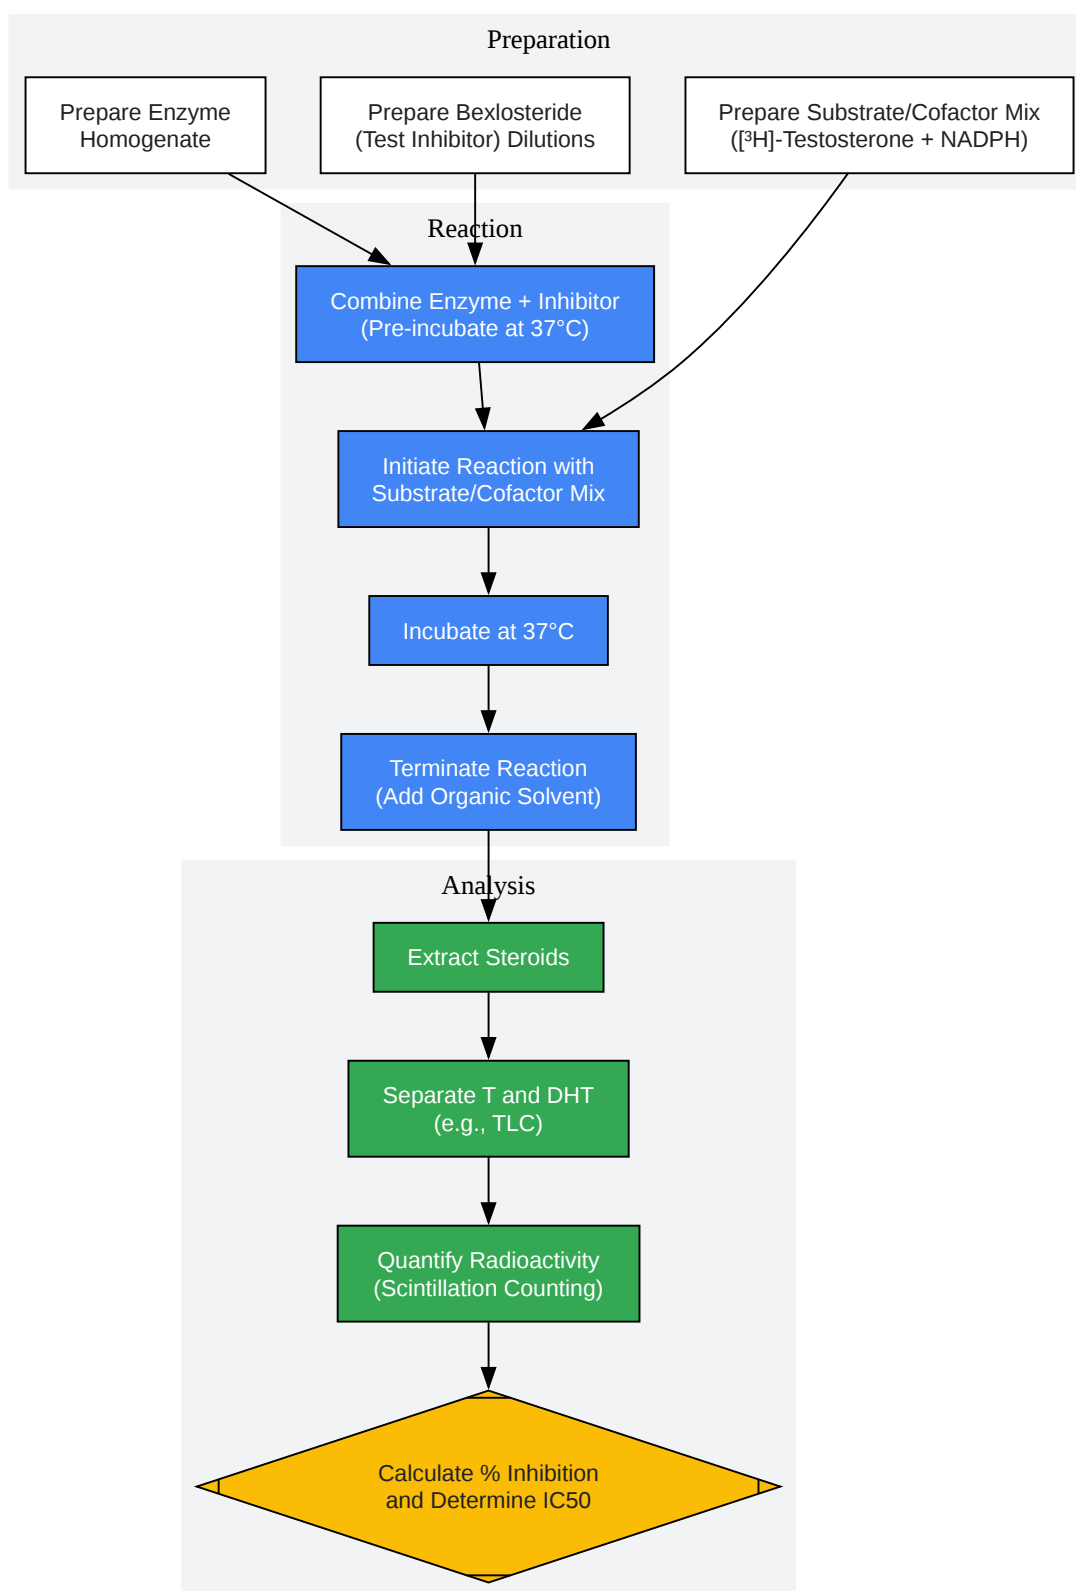 Preparation
Prepare Enzyme
Homogenate
Prepare Bexlosteride
(Test Inhibitor) Dilutions
Prepare Substrate/Cofactor Mix
([³H]-Testosterone + NADPH)
Reaction
Combine Enzyme + Inhibitor
(Pre-incubate at 37°C)
Initiate Reaction with
Substrate/Cofactor Mix
Incubate at 37°C
Terminate Reaction
(Add Organic Solvent)
Analysis
Extract Steroids
Separate T and DHT
(e.g., TLC)
Quantify Radioactivity
(Scintillation Counting)
Calculate % Inhibition
and Determine IC50